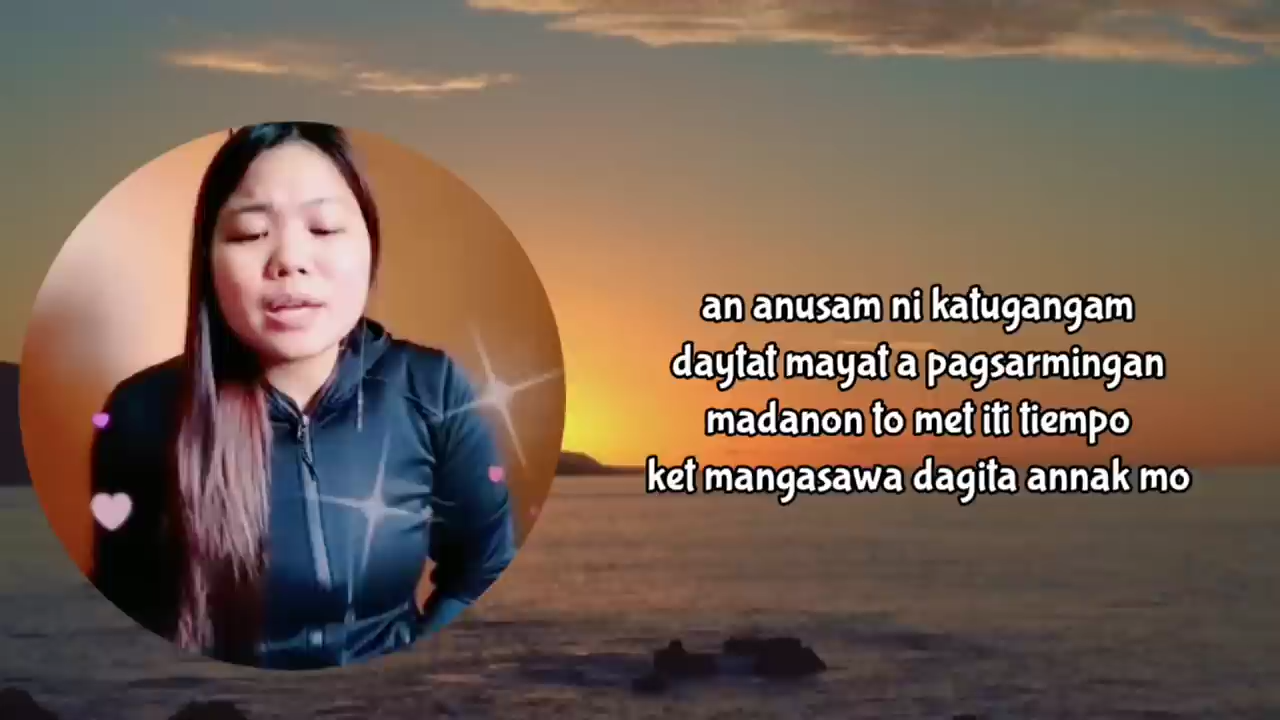 an anusam ni katugangam
daytat mayat a pagsarmingan
madanon to met iti tiempo
ket mangasawa dagita annak mo